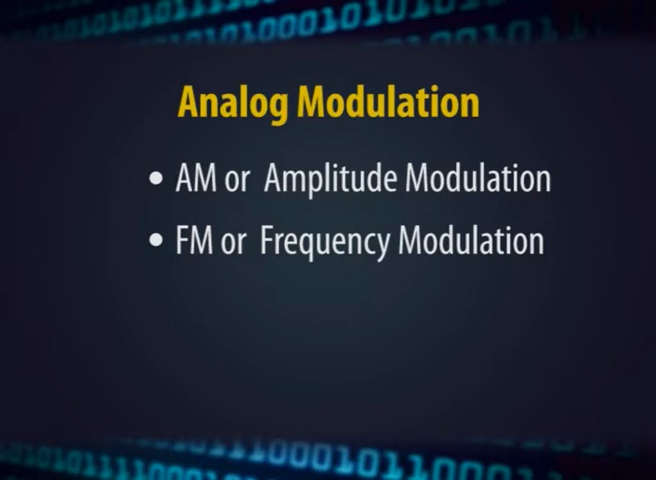 Analog Modulation
• AM or Amplitude Modulation
• FM or Frequency Modulation